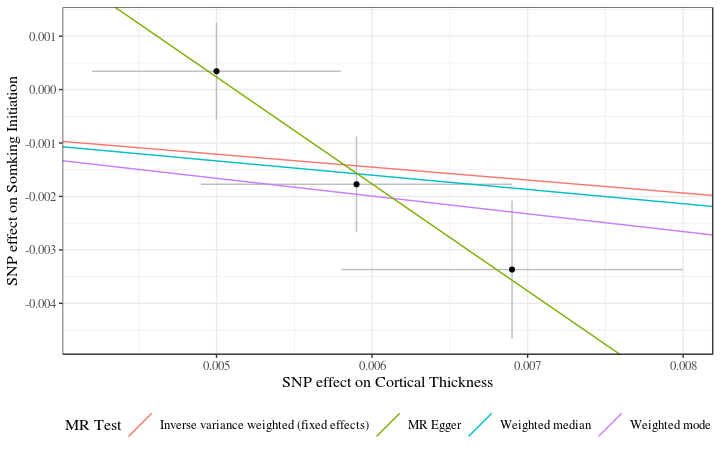 SNP effect on Somking Initiation
0.001
0.000
-0.001
-0.002
-0.003
-0.004
0.005 0.006 0.007 0.008
SNP effect on Cortical Thickness
MR Test Inverse variance weighted (fixed effects) MR Egger Weighted median Weighted mode